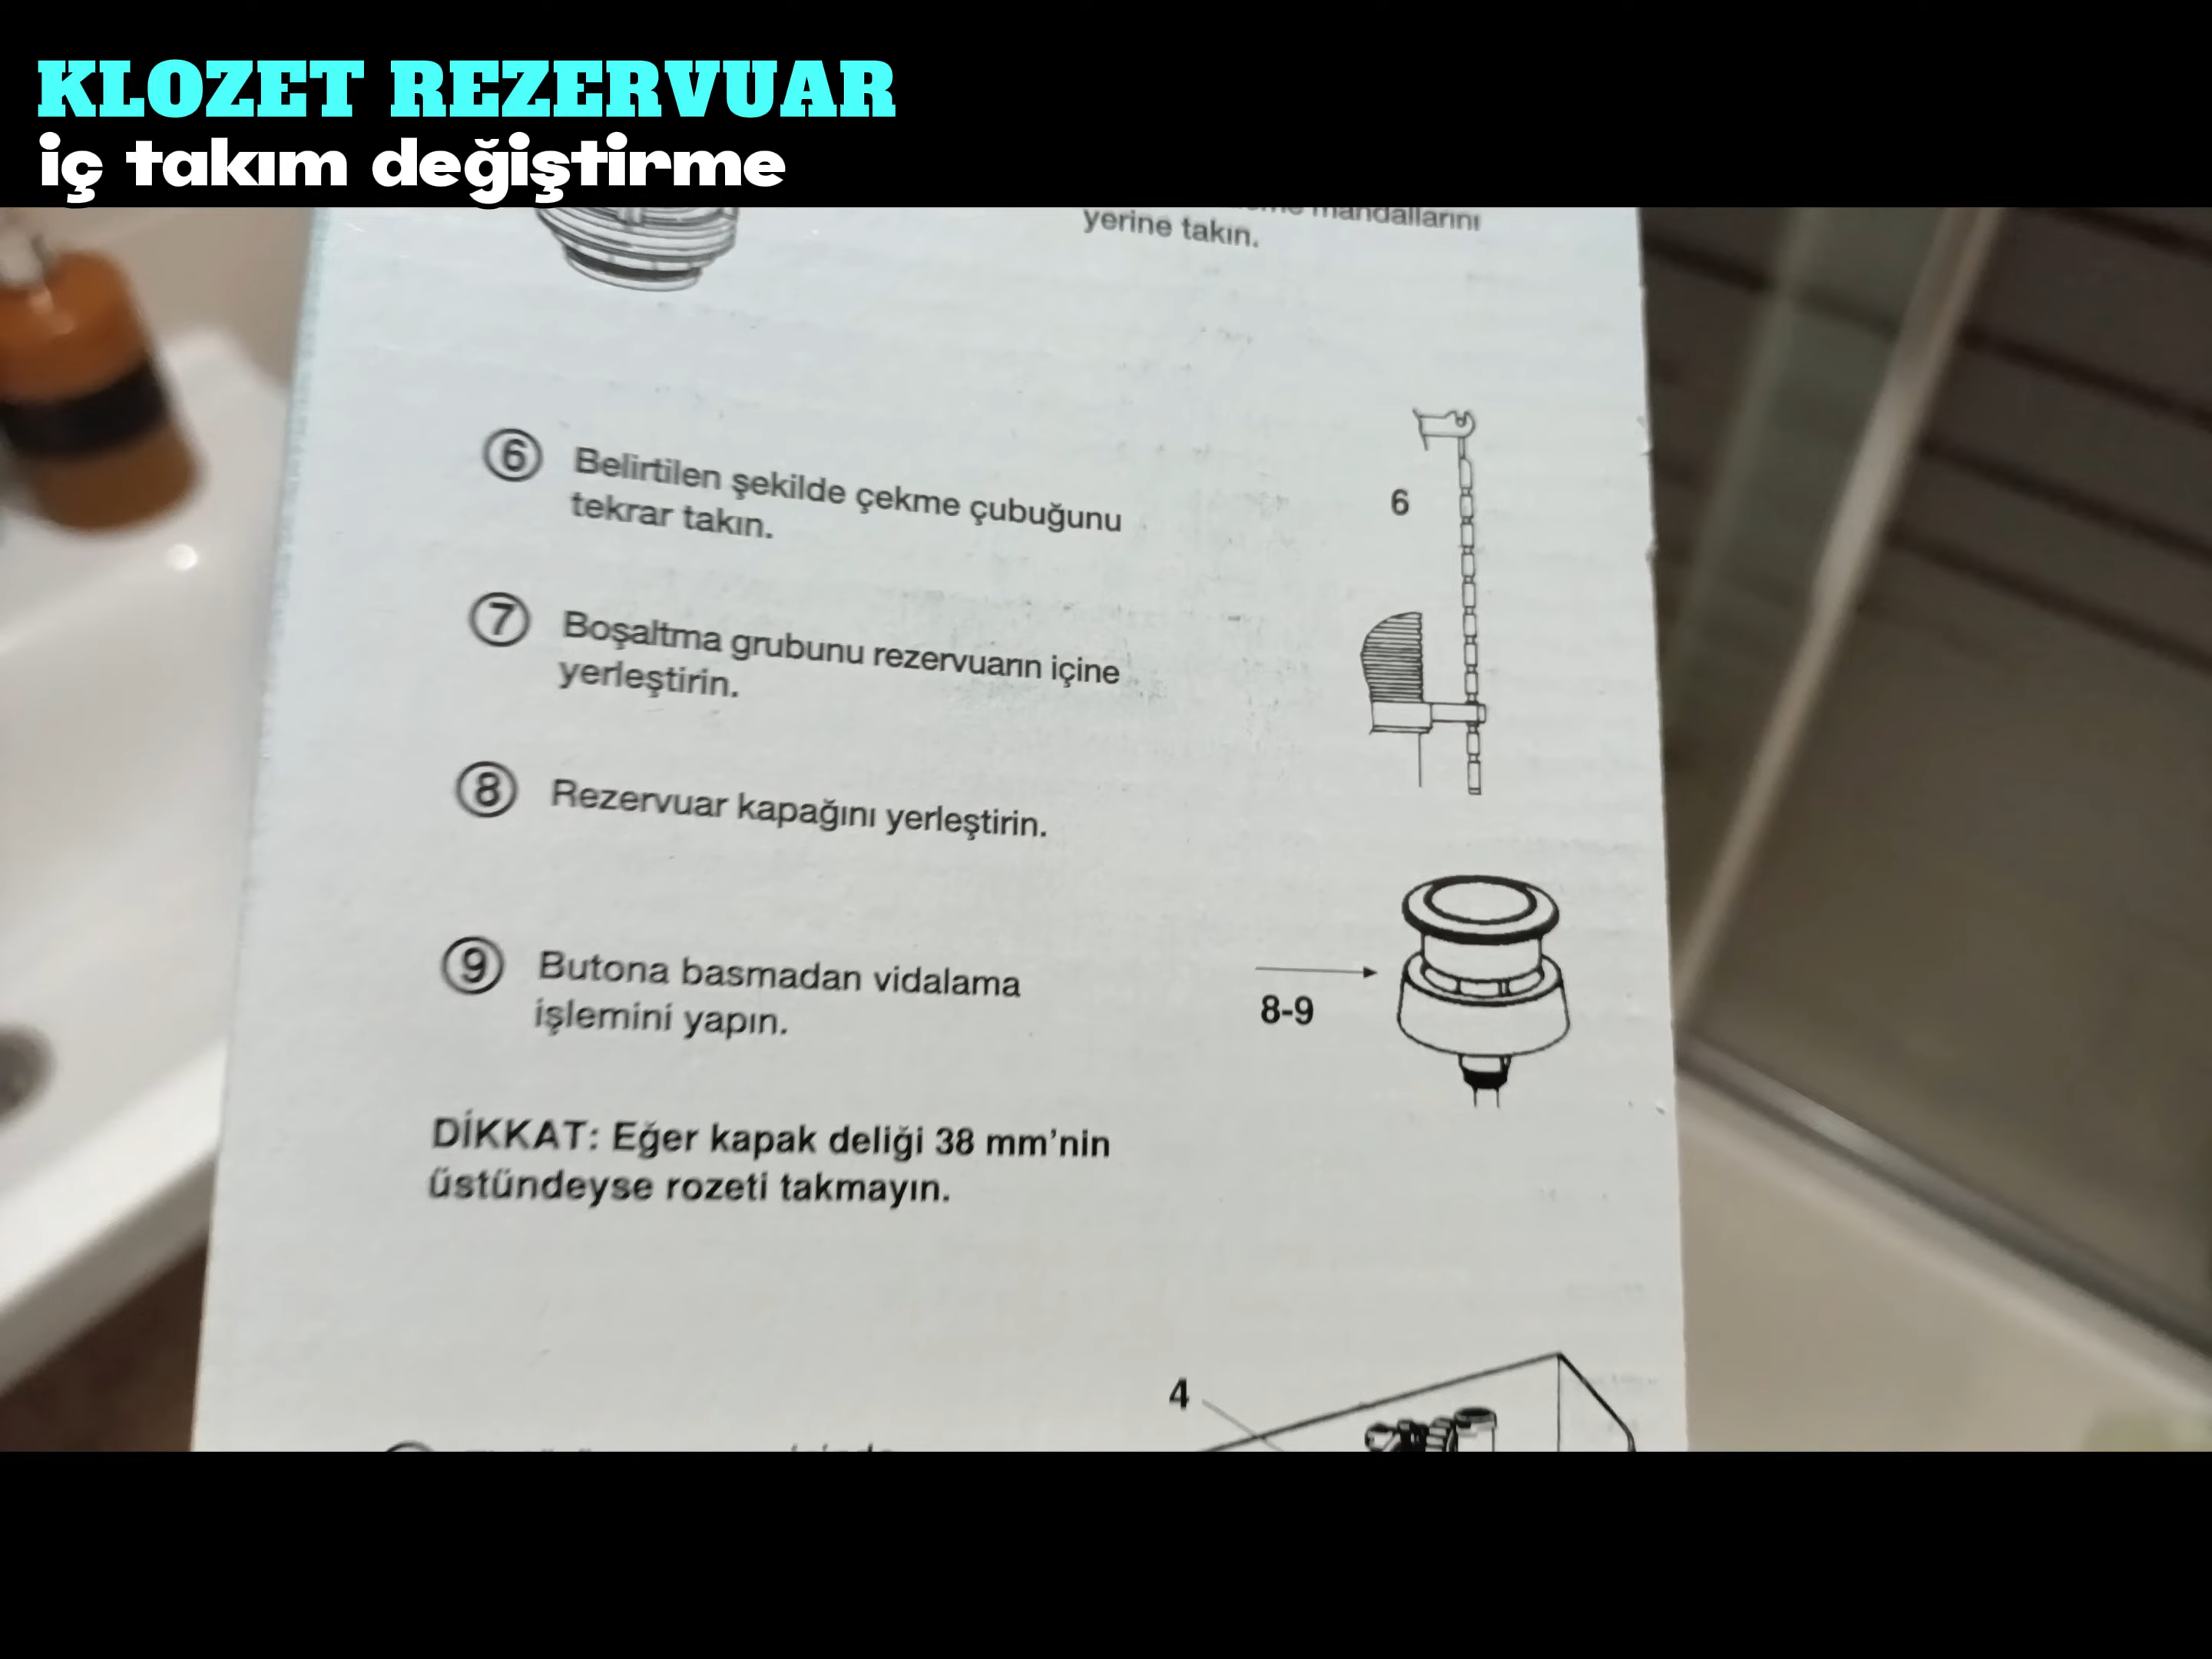 KLOZET REZERVUAR
iç takım değiştirme
mandallarını
yerine takın.
6 Belirtilen şekilde çekme çubuğunu
tekrar takın.
6
7 Boşaltma grubunu rezervuarın içine
yerleştirin.
8 Rezervuar kapağını yerleştirin.
9 Butona basmadan vidalama
işlemini yapın.
8-9
DİKKAT: Eğer kapak deliği 38 mm'nin
üstündeyse rozeti takmayın.
4